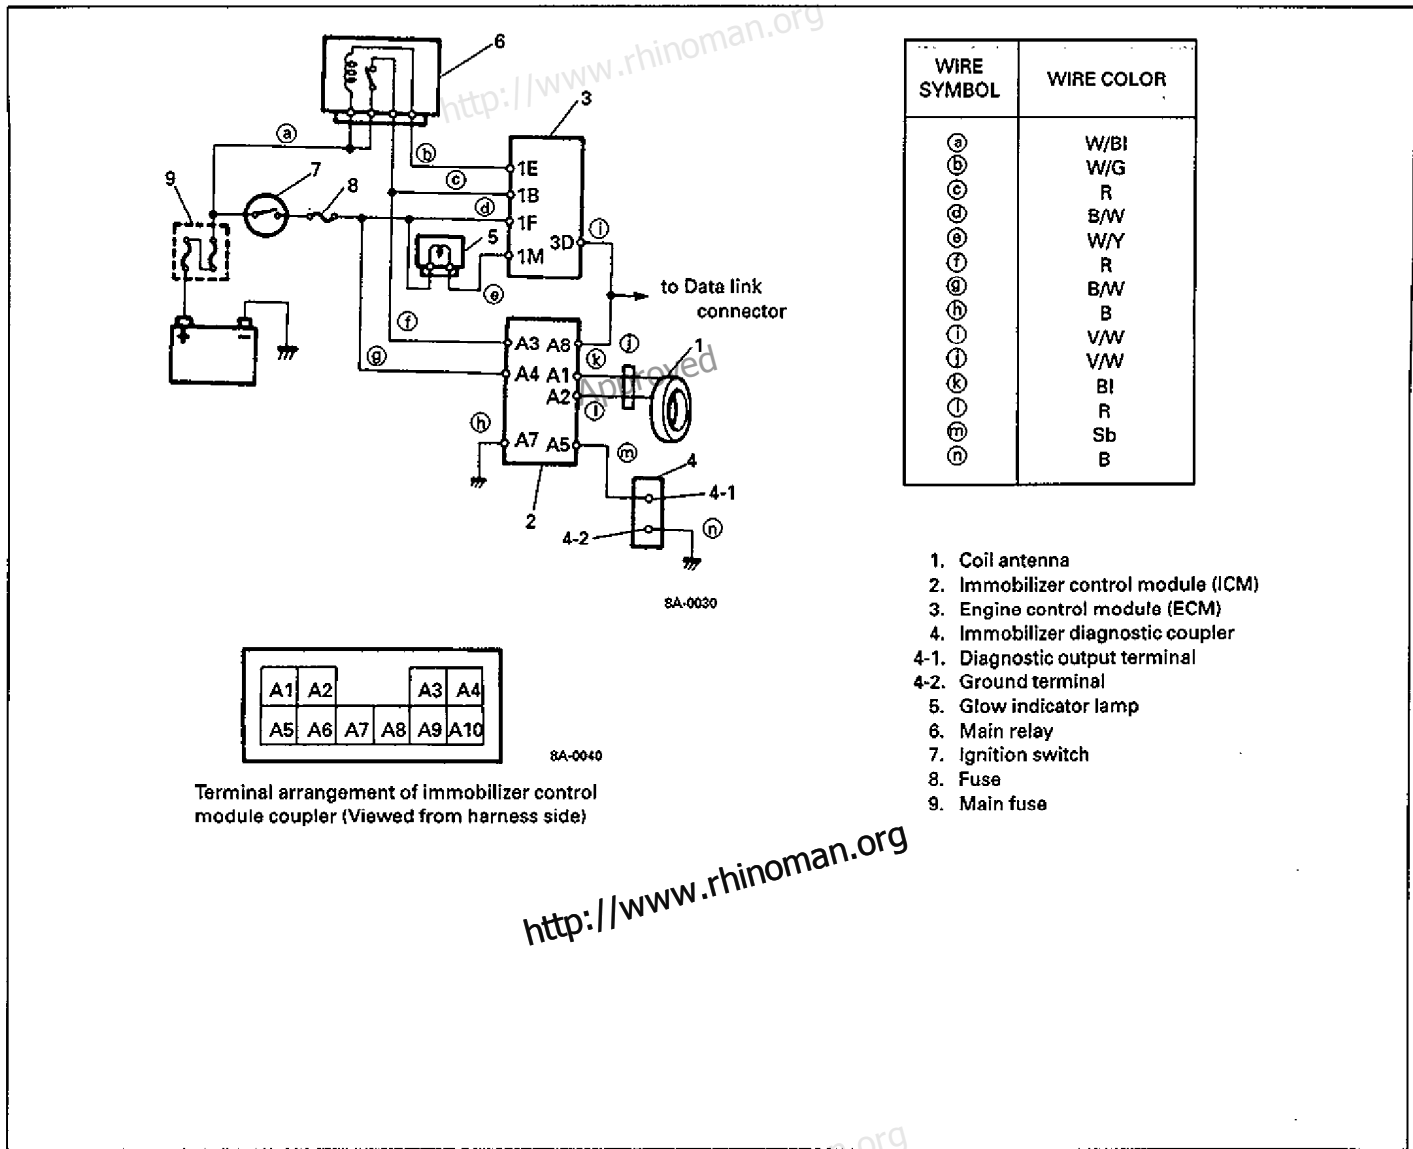 http://www.rhinoman.org
6
3
a
b
c
d
1E
1B
1F
1M
3D
i
7
8
9
5
e
to Data link
connector
f
g
h
A3 A8
A4 A1
A2
A7 A5
j
k
l
m
1
Approved
+ −
2
4
4-1
4-2
n
8A-0030
WIRE SYMBOL WIRE COLOR
a W/Bl
b W/G
c R
d B/W
e W/Y
f R
g B/W
h B
i V/W
j V/W
k Bl
l R
m Sb
n B
1. Coil antenna
2. Immobilizer control module (ICM)
3. Engine control module (ECM)
4. Immobilizer diagnostic coupler
4-1. Diagnostic output terminal
4-2. Ground terminal
5. Glow indicator lamp
6. Main relay
7. Ignition switch
8. Fuse
9. Main fuse
A1 A2 A3 A4
A5 A6 A7 A8 A9 A10
8A-0040
Terminal arrangement of immobilizer control
module coupler (Viewed from harness side)
http://www.rhinoman.org
.org